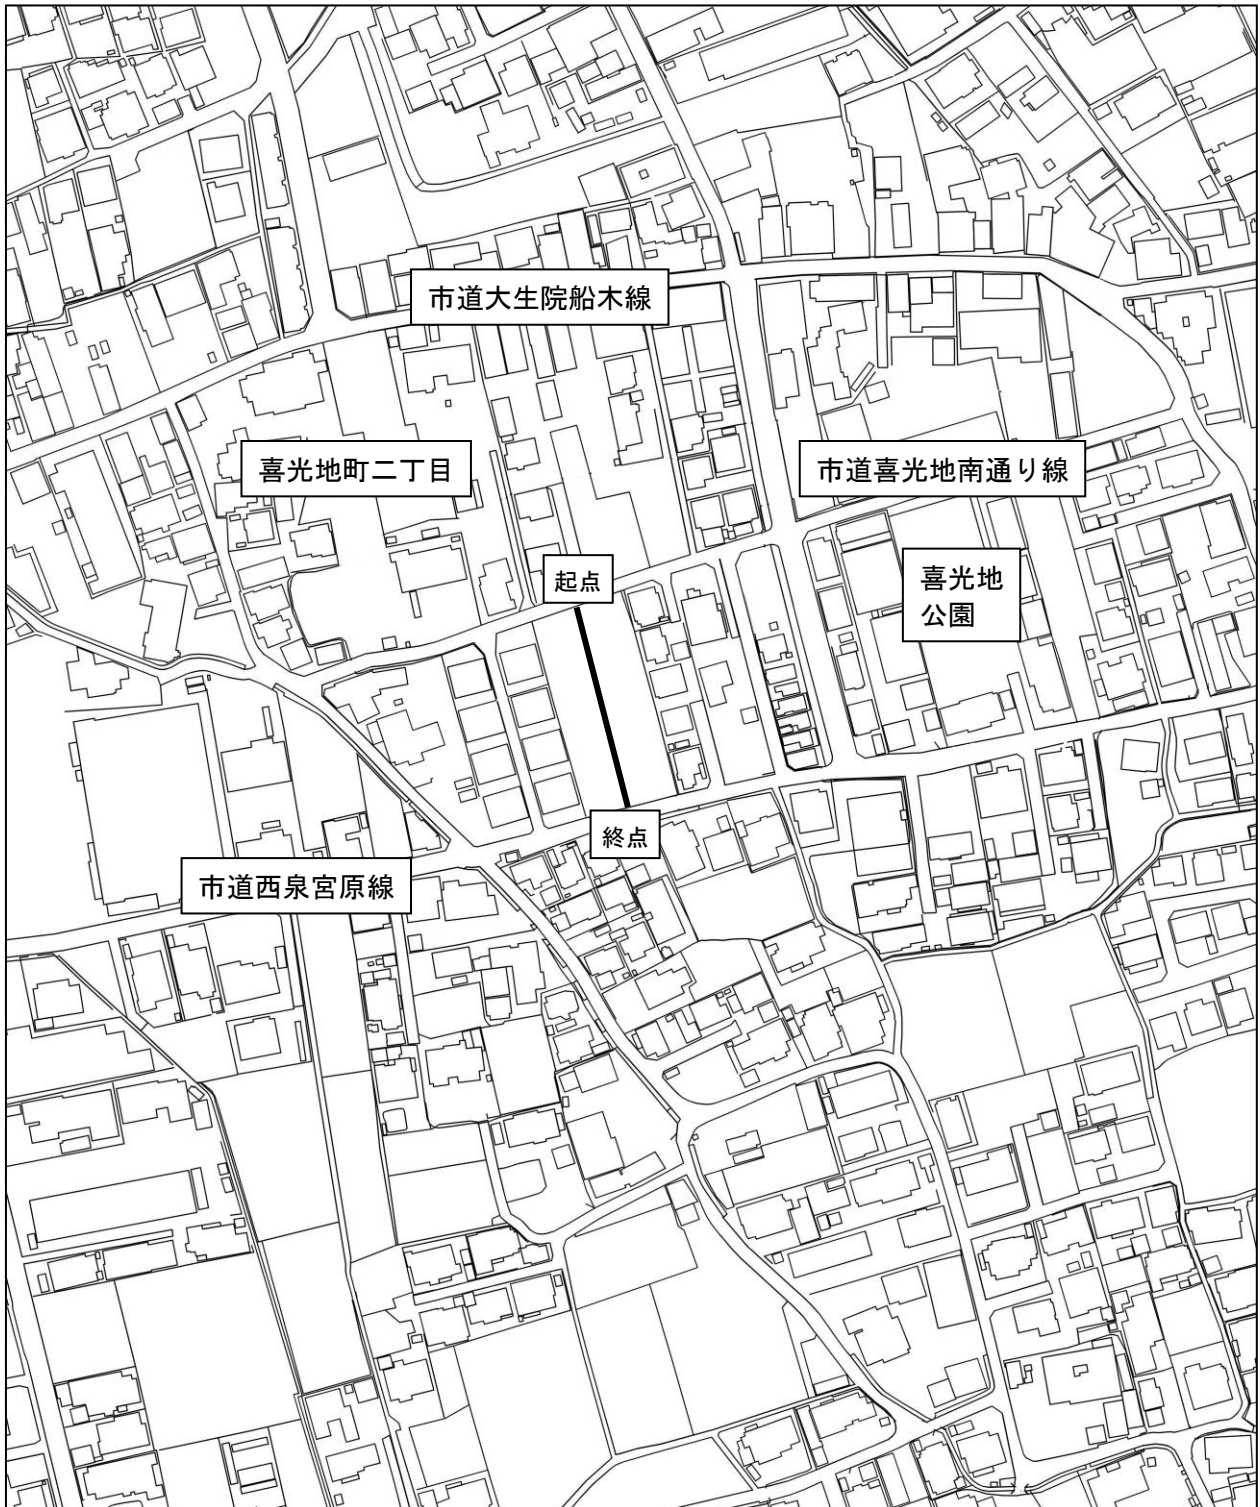 市道大生院船木線
喜光地町二丁目
市道喜光地南通り線
起点
喜光地
公園
終点
市道西泉宮原線